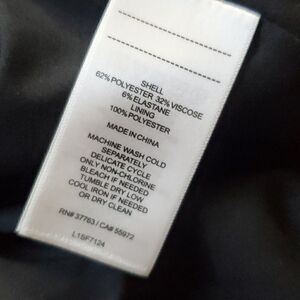 SHELL
62% POLYESTER 32% VISCOSE
6% ELASTANE
LINING
100% POLYESTER
MADE IN CHINA
MACHINE WASH COLD
SEPARATELY
DELICATE CYCLE
ONLY NON-CHLORINE
BLEACH IF NEEDED
TUMBLE DRY LOW
COOL IRON IF NEEDED
OR DRY CLEAN
RN# 37763 / CA# 55972
L1BF7124